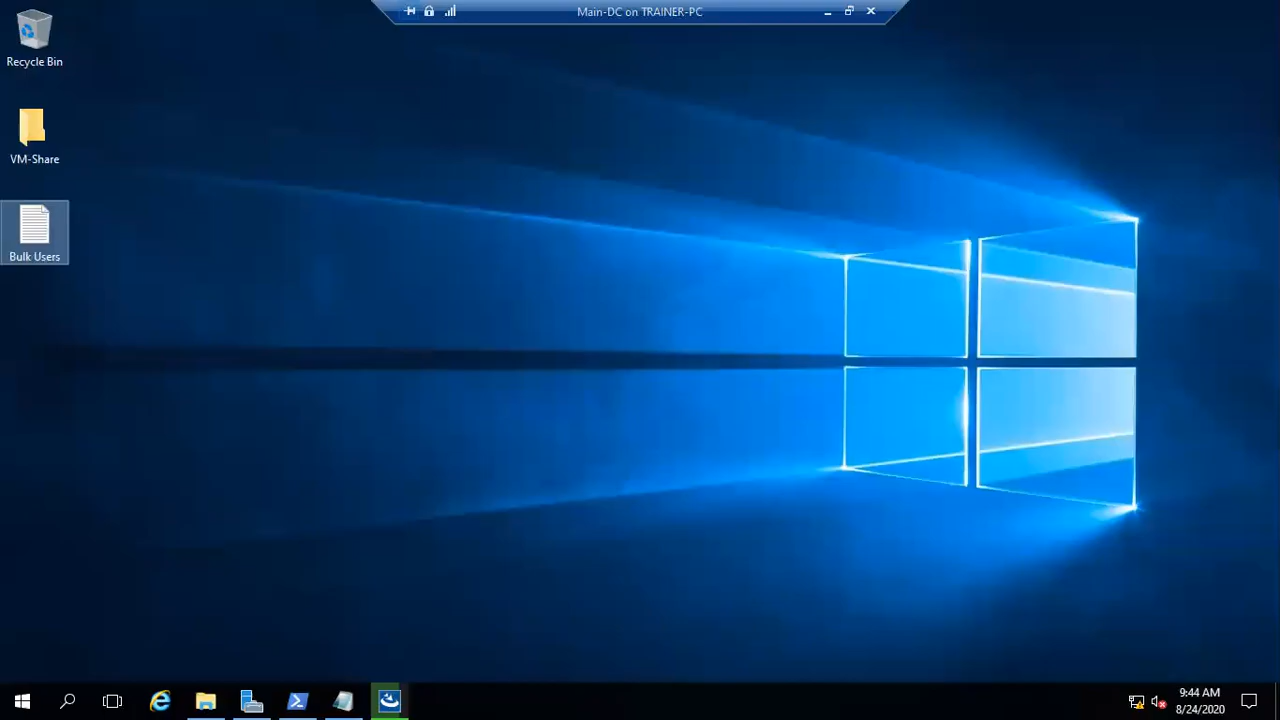 Main-DC on TRAINER-PC
Recycle Bin
VM-Share
Bulk Users
9:44 AM
8/24/2020